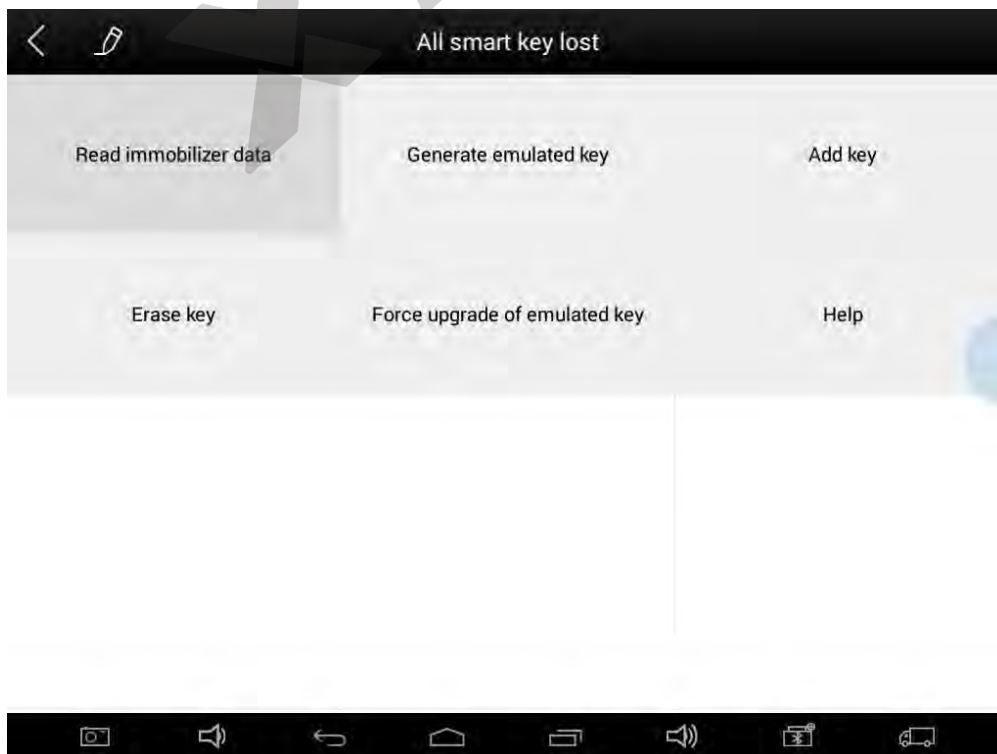 All smart key lost
Read immobilizer data
Generate emulated key
Add key
Erase key
Force upgrade of emulated key
Help